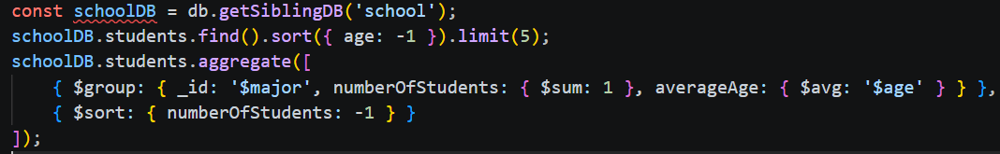 const schoolDB = db.getSiblingDB('school');
schoolDB.students.find().sort({ age: -1 }).limit(5);
schoolDB.students.aggregate([
    { $group: { _id: '$major', numberOfStudents: { $sum: 1 }, averageAge: { $avg: '$age' } } },
    { $sort: { numberOfStudents: -1 } }
]);